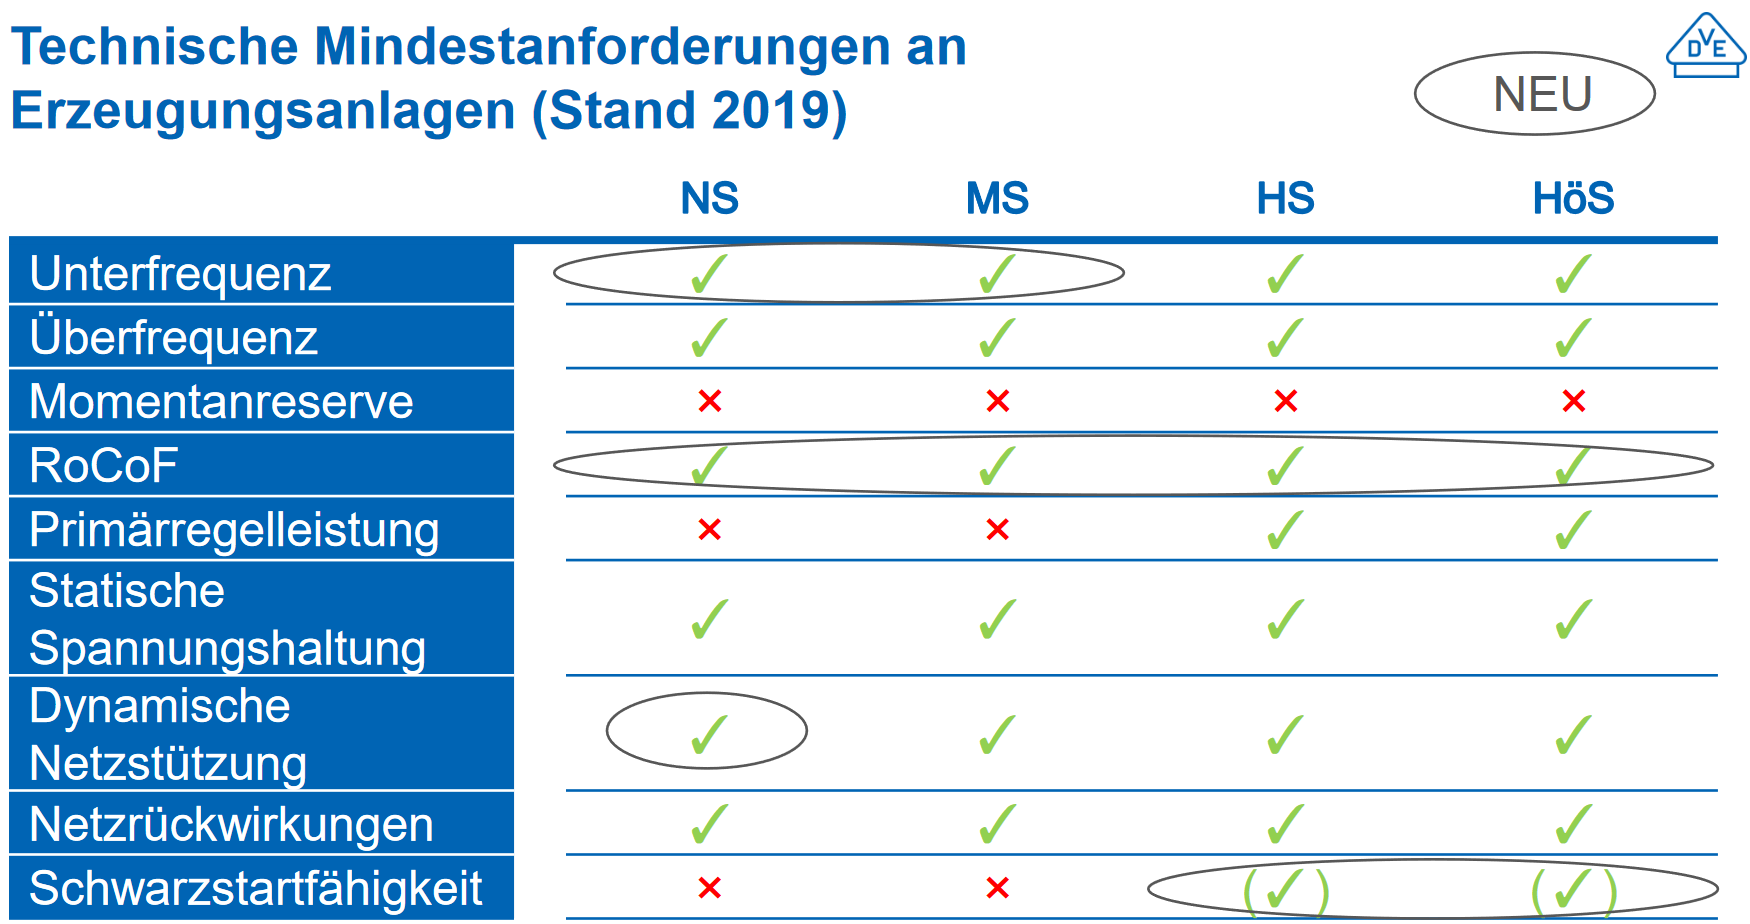 Technische Mindestanforderungen an
Erzeugungsanlagen (Stand 2019)
NEU
VDE
NS MS HS HöS
Unterfrequenz ✓ ✓ ✓ ✓
Überfrequenz ✓ ✓ ✓ ✓
Momentanreserve × × × ×
RoCoF ✓ ✓ ✓ ✓
Primärregelleistung × × ✓ ✓
Statische
Spannungshaltung ✓ ✓ ✓ ✓
Dynamische
Netzstützung ✓ ✓ ✓ ✓
Netzrückwirkungen ✓ ✓ ✓ ✓
Schwarzstartfähigkeit × × (✓) (✓)